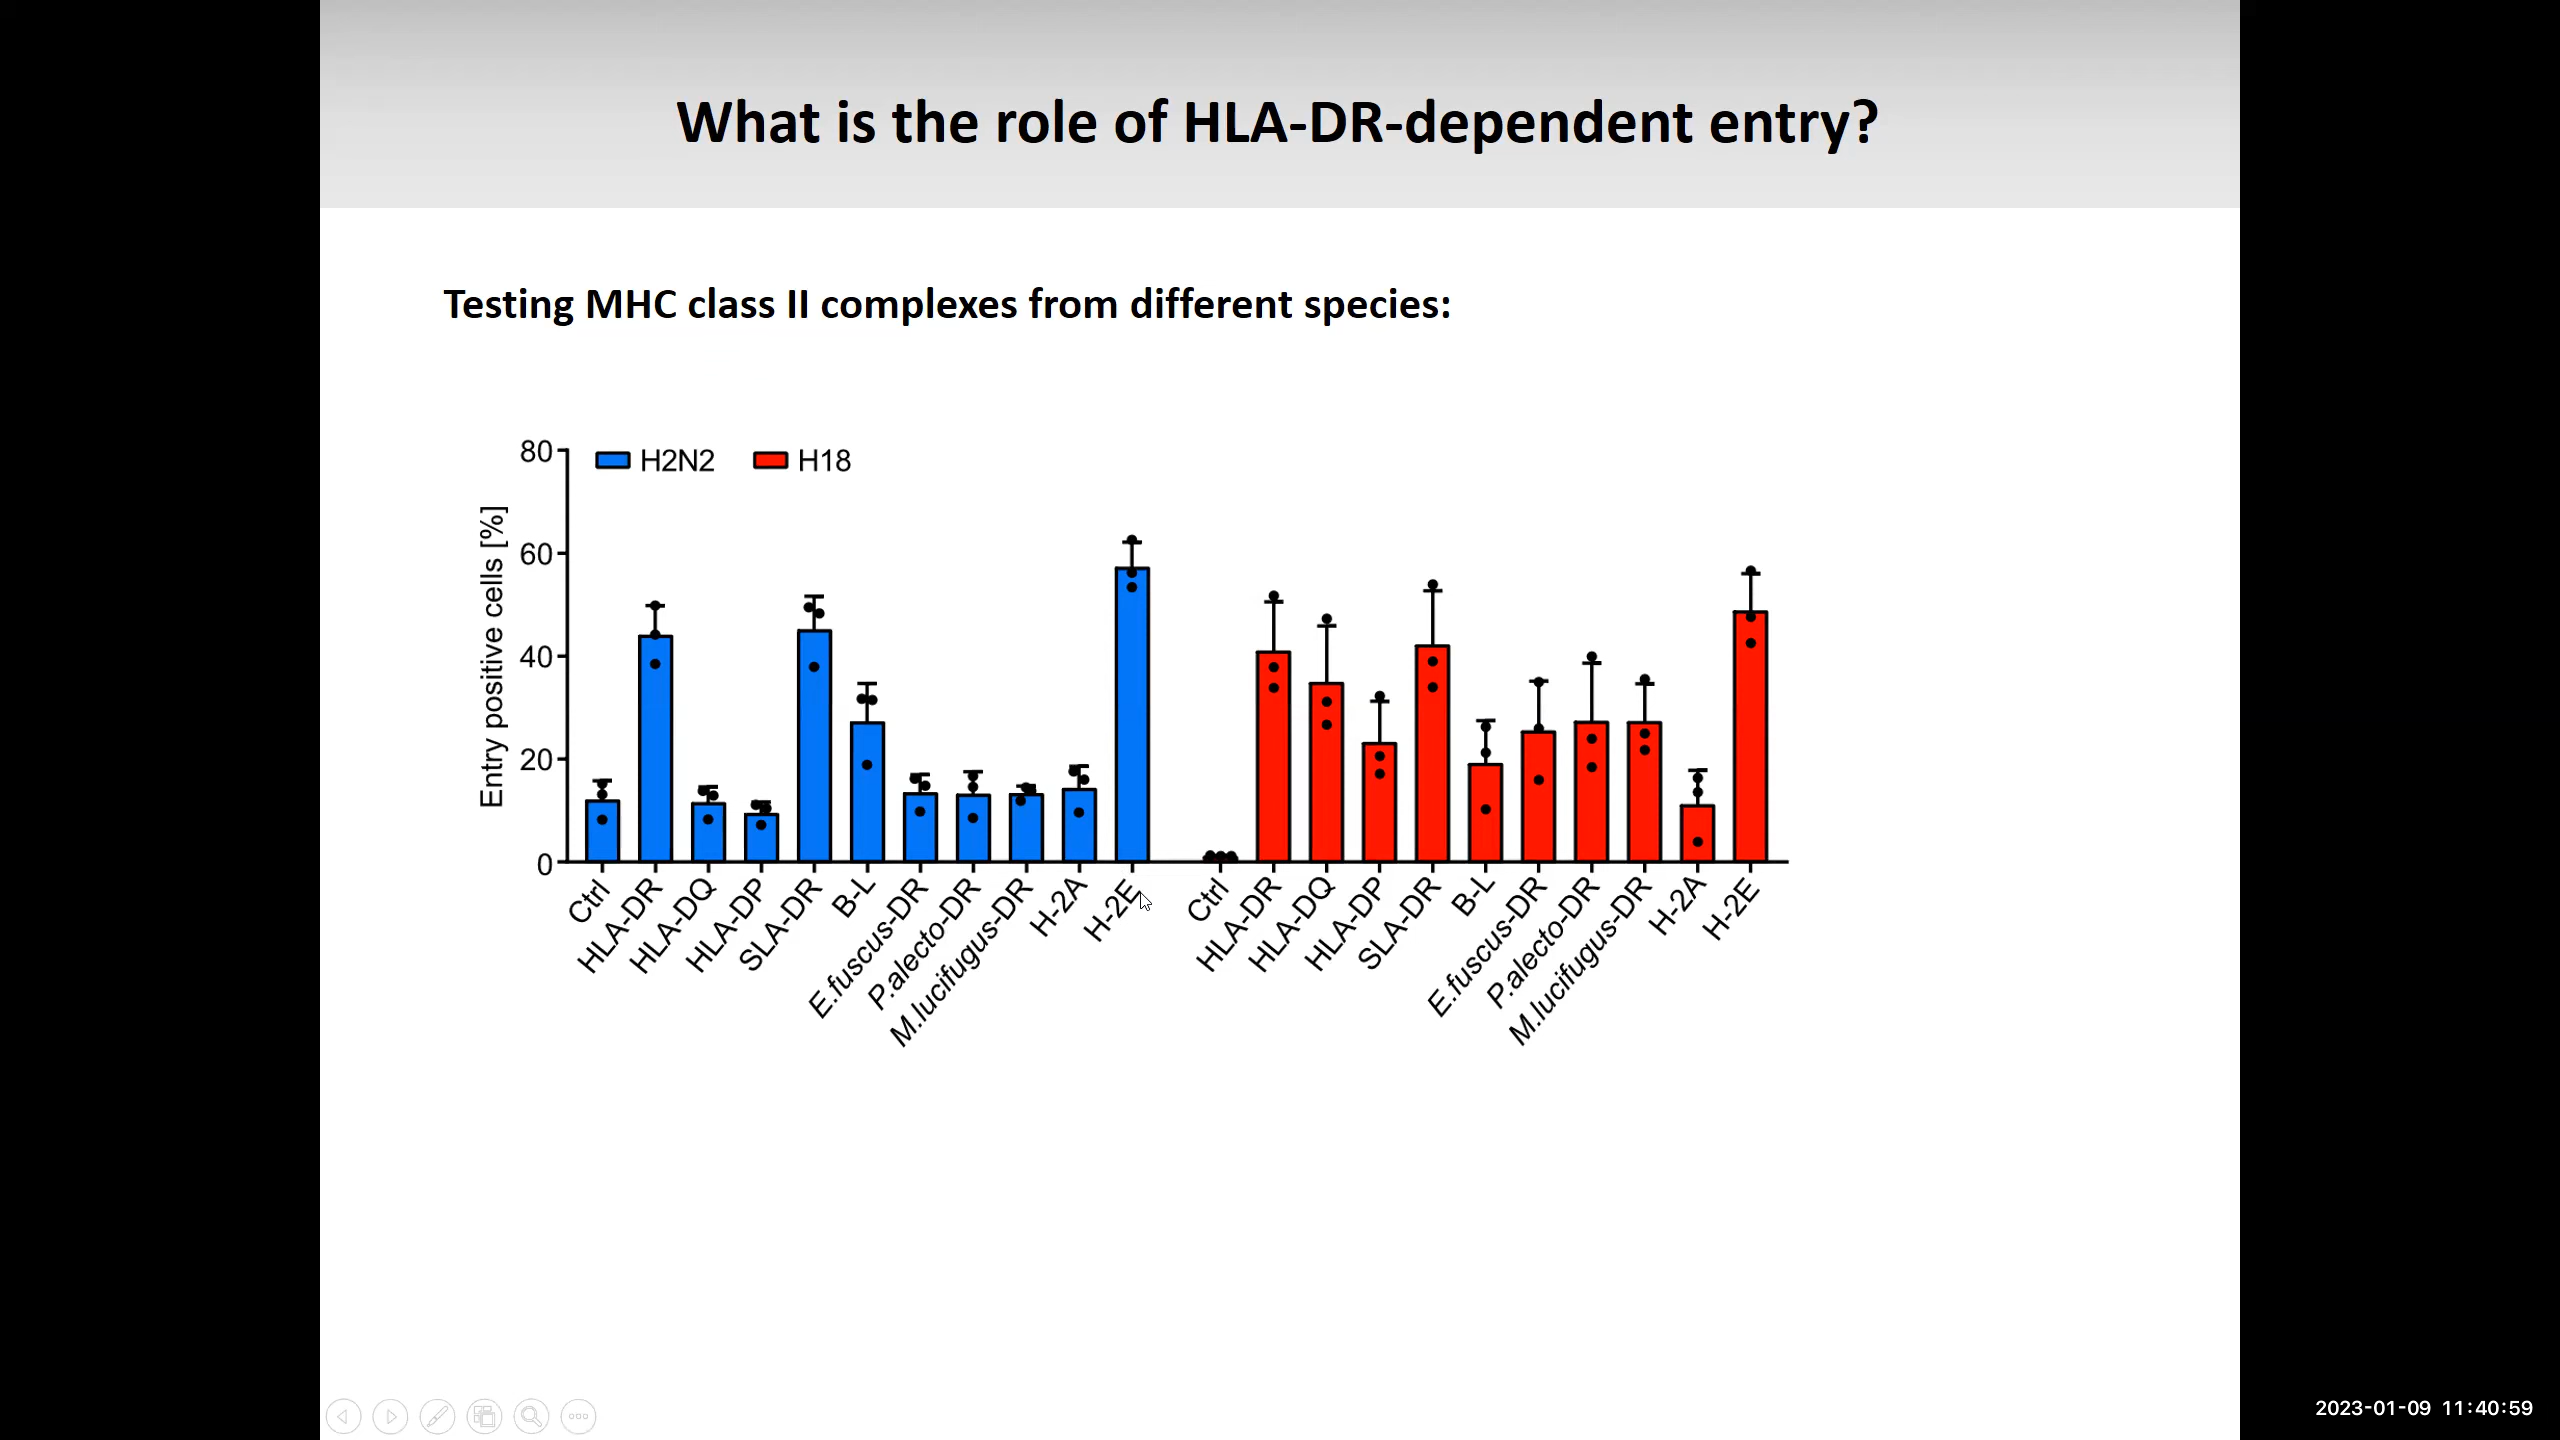 What is the role of HLA-DR-dependent entry?
Testing MHC class II complexes from different species:
80
H2N2 H18
60
40
20
0
Entry positive cells [%]
Ctrl
HLA-DR
HLA-DQ
HLA-DP
SLA-DR
B-L
E.fuscus-DR
P.alecto-DR
M.lucifugus-DR
H-2A
H-2E
Ctrl
HLA-DR
HLA-DQ
HLA-DP
SLA-DR
B-L
E.fuscus-DR
P.alecto-DR
M.lucifugus-DR
H-2A
H-2E
2023-01-09 11:40:59